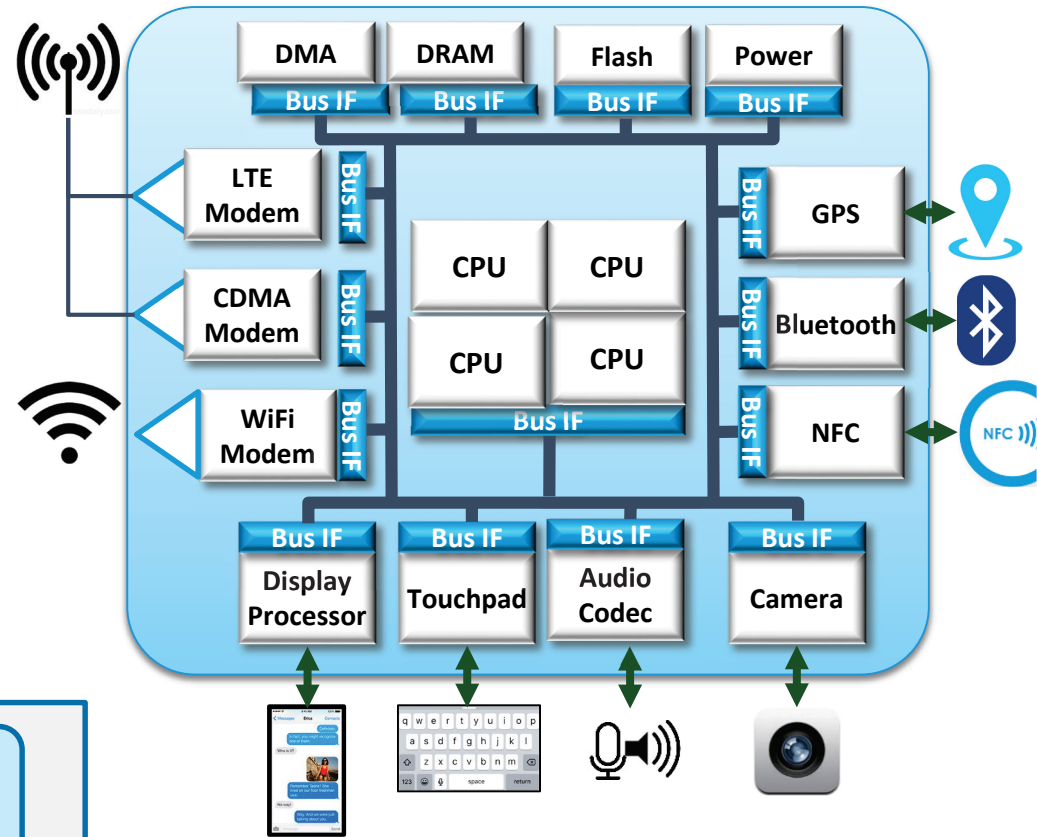 DMA
DRAM
Flash
Power
Bus IF
Bus IF
Bus IF
Bus IF
LTE
Modem
Bus IF
CDMA
Modem
Bus IF
WiFi
Modem
Bus IF
CPU
CPU
CPU
CPU
Bus IF
Bus IF
GPS
Bus IF
Bluetooth
Bus IF
NFC
NFC
Bus IF
Bus IF
Bus IF
Bus IF
Display
Processor
Touchpad
Audio
Codec
Camera
Messages
q w e r t y u i o p
a s d f g h j k l
z x c v b n m
123
space
return